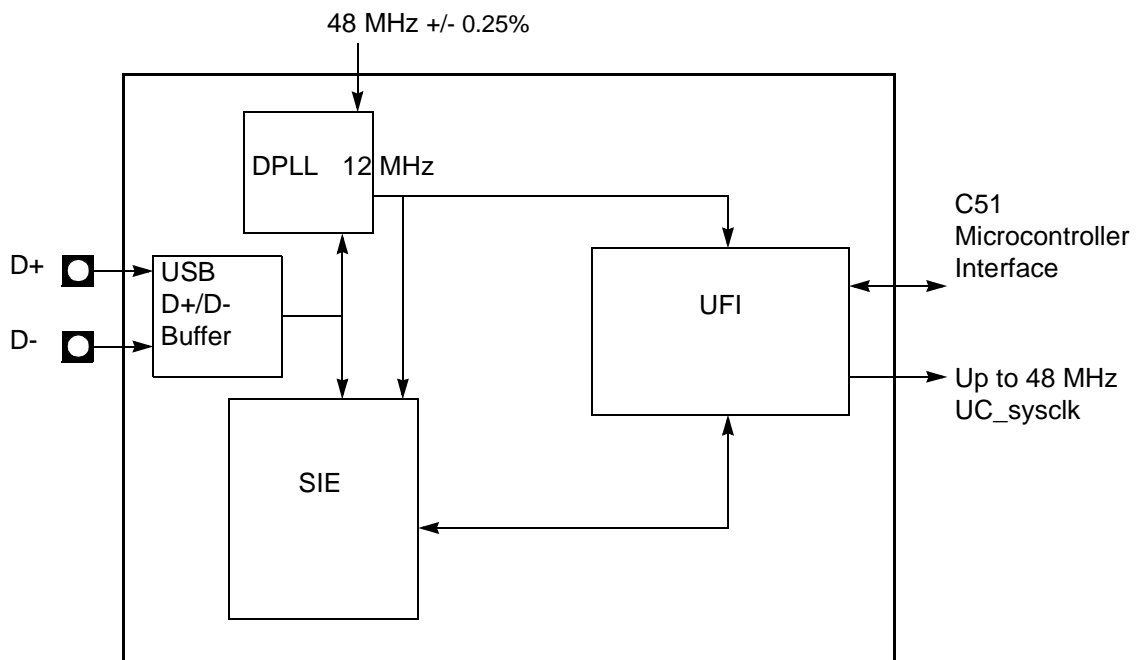 48 MHz +/- 0.25%
DPLL 12 MHz
C51
Microcontroller
Interface
D+
USB
D+/D-
Buffer
UFI
D-
Up to 48 MHz
UC_sysclk
SIE